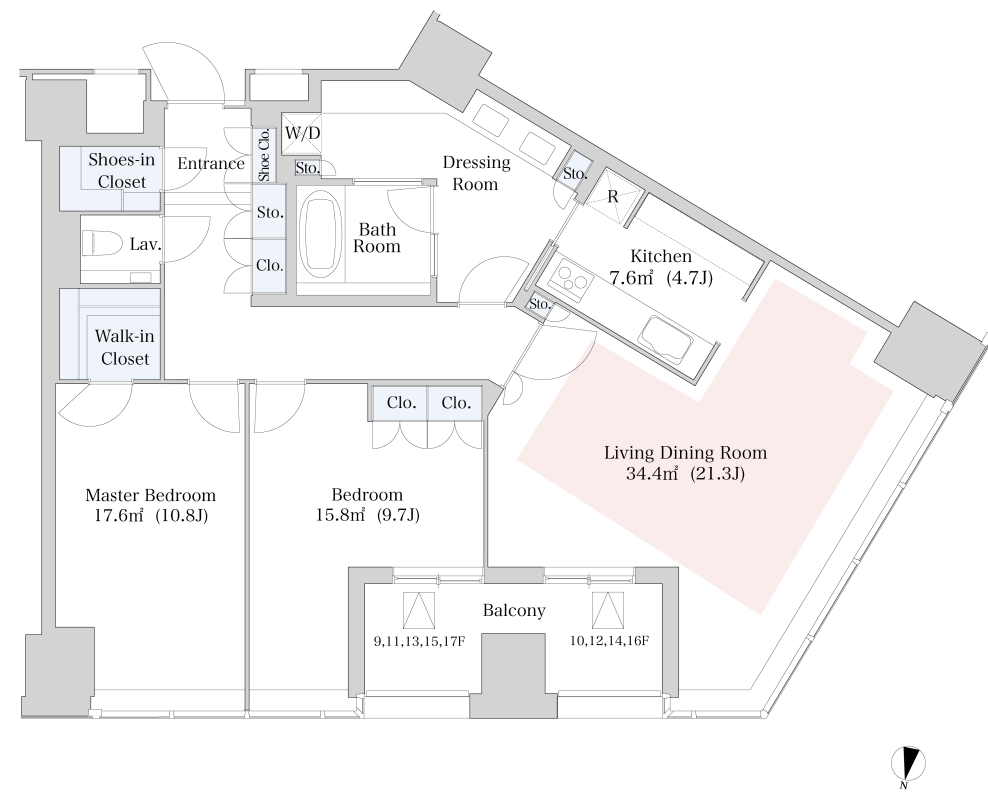 W/D
Shoe Clo.
Shoes-in
Closet
Entrance
Sto.
Dressing
Room
Sto.
R
Sto.
Bath
Room
Lav.
Clo.
Kitchen
7.6㎡ (4.7J)
Sto.
Walk-in
Closet
Clo.
Clo.
Living Dining Room
34.4㎡ (21.3J)
Master Bedroom
17.6㎡ (10.8J)
Bedroom
15.8㎡ (9.7J)
Balcony
9,11,13,15,17F
10,12,14,16F
N